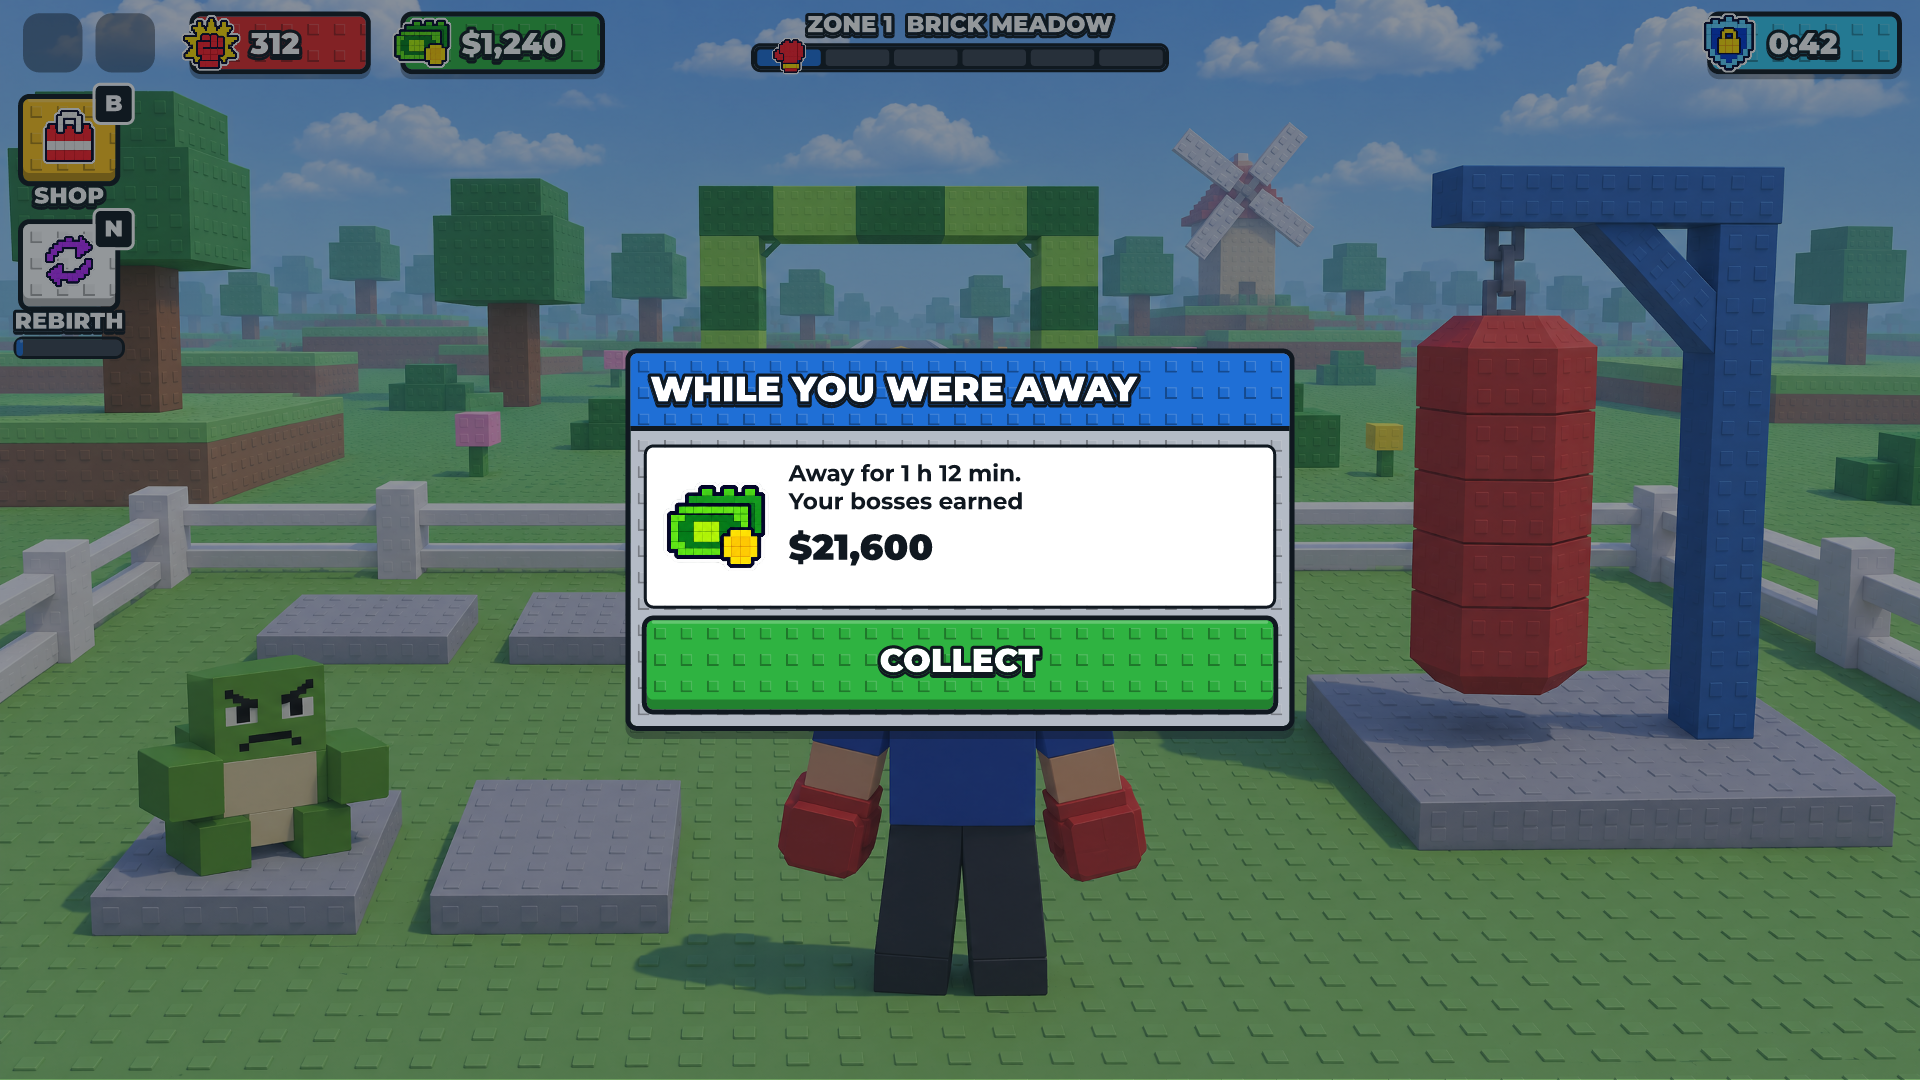 312
$1,240
ZONE 1 BRICK MEADOW
0:42
B
SHOP
N
REBIRTH
WHILE YOU WERE AWAY
Away for 1 h 12 min.
Your bosses earned
$21,600
COLLECT